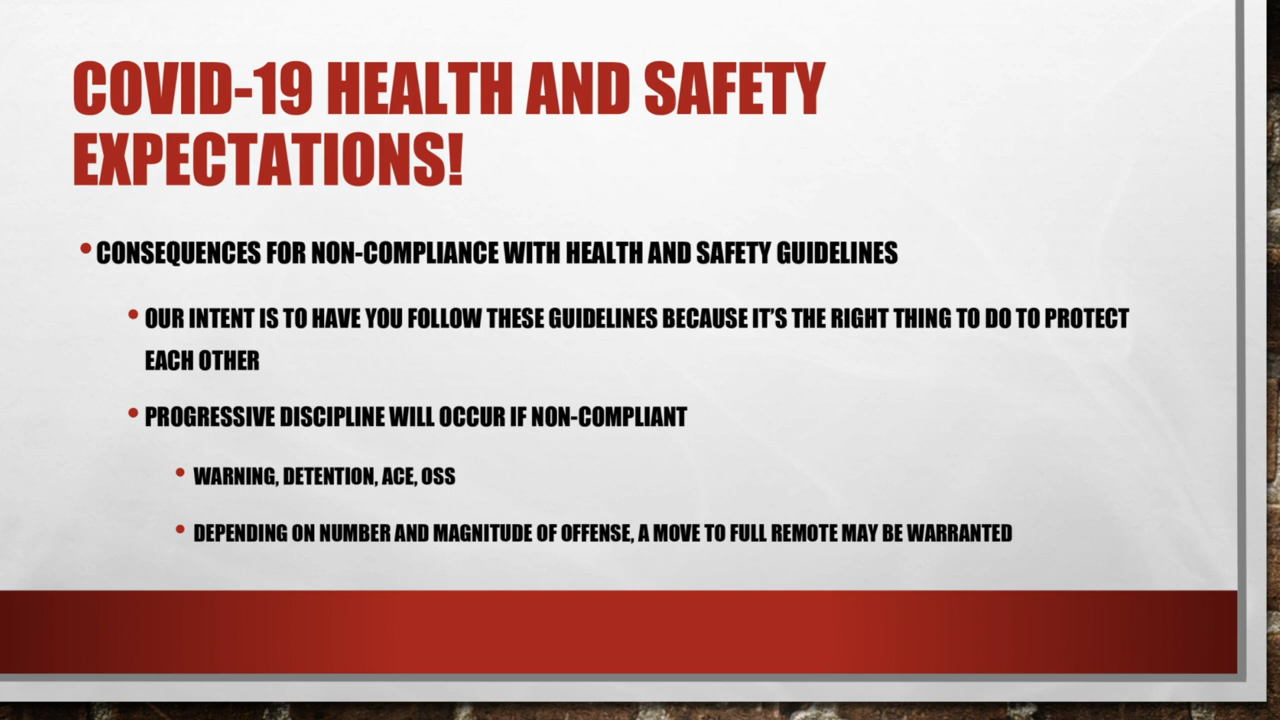 COVID-19 HEALTH AND SAFETY
EXPECTATIONS!
• CONSEQUENCES FOR NON-COMPLIANCE WITH HEALTH AND SAFETY GUIDELINES
• OUR INTENT IS TO HAVE YOU FOLLOW THESE GUIDELINES BECAUSE IT'S THE RIGHT THING TO DO TO PROTECT
EACH OTHER
• PROGRESSIVE DISCIPLINE WILL OCCUR IF NON-COMPLIANT
• WARNING, DETENTION, ACE, OSS
• DEPENDING ON NUMBER AND MAGNITUDE OF OFFENSE, A MOVE TO FULL REMOTE MAY BE WARRANTED